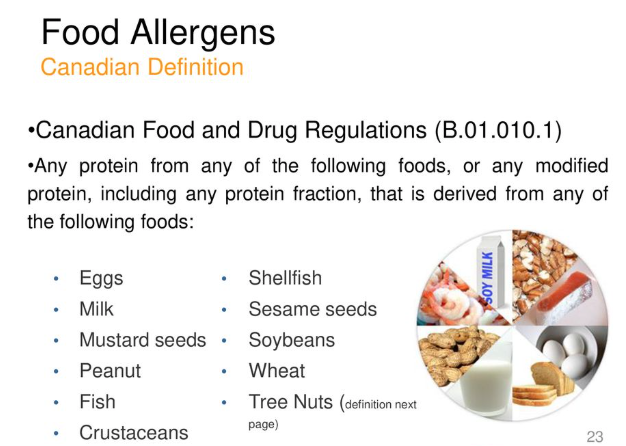 Food Allergens
Canadian Definition
•Canadian Food and Drug Regulations (B.01.010.1)
•Any protein from any of the following foods, or any modified
protein, including any protein fraction, that is derived from any of
the following foods:
• Eggs
• Milk
• Mustard seeds
• Peanut
• Fish
• Crustaceans
• Shellfish
• Sesame seeds
• Soybeans
• Wheat
• Tree Nuts (definition next
page)
SOY MILK
23